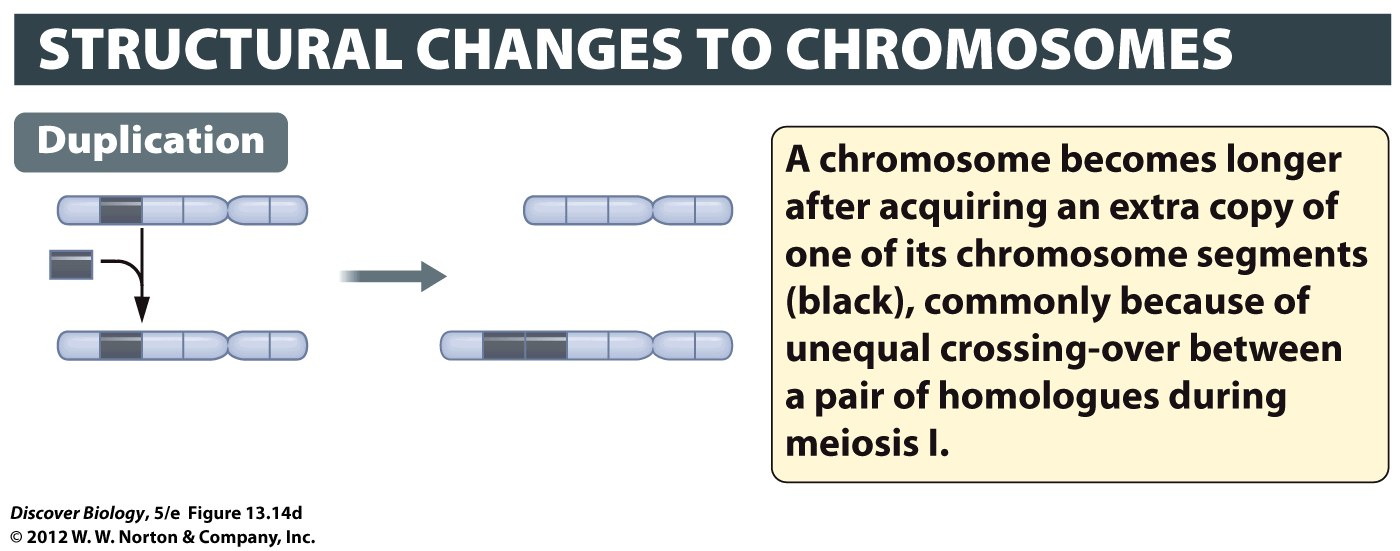 STRUCTURAL CHANGES TO CHROMOSOMES
Duplication
A chromosome becomes longer
after acquiring an extra copy of
one of its chromosome segments
(black), commonly because of
unequal crossing-over between
a pair of homologues during
meiosis I.
Discover Biology, 5/e Figure 13.14d
© 2012 W. W. Norton & Company, Inc.